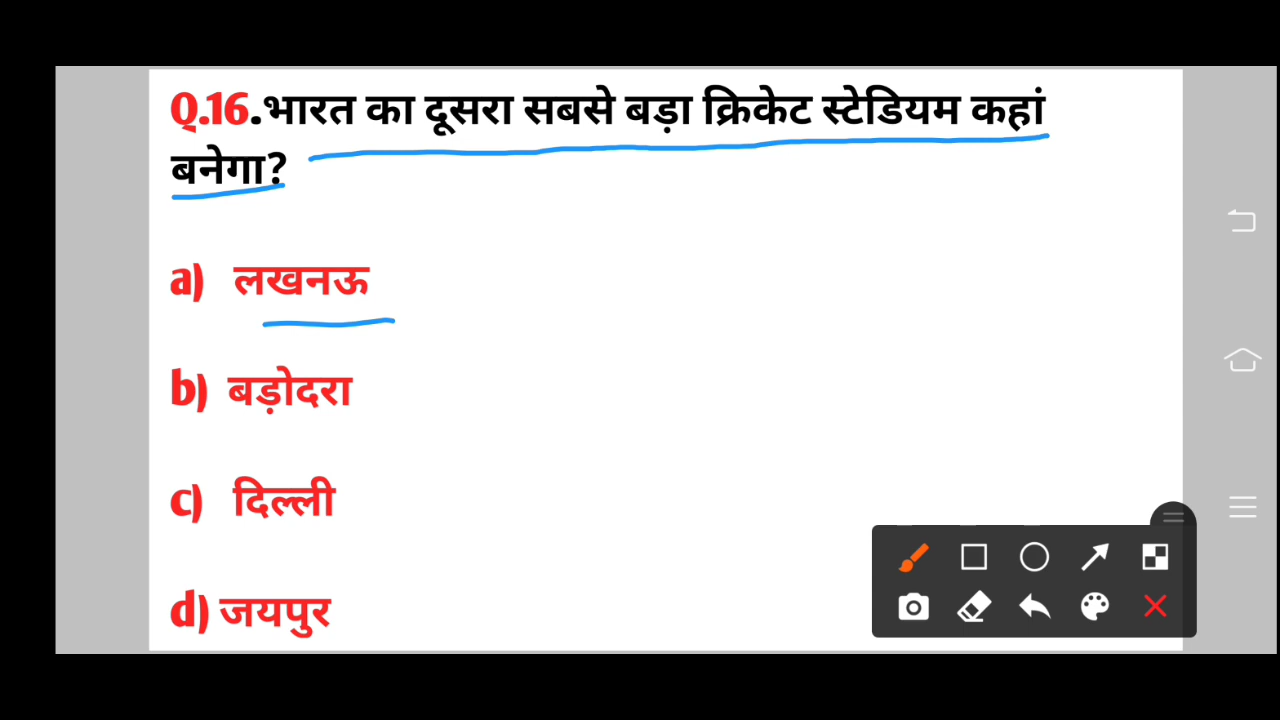 Q.16.भारत का दूसरा सबसे बड़ा क्रिकेट स्टेडियम कहां
बनेगा?
a) लखनऊ
b) बड़ोदरा
c) दिल्ली
d) जयपुर